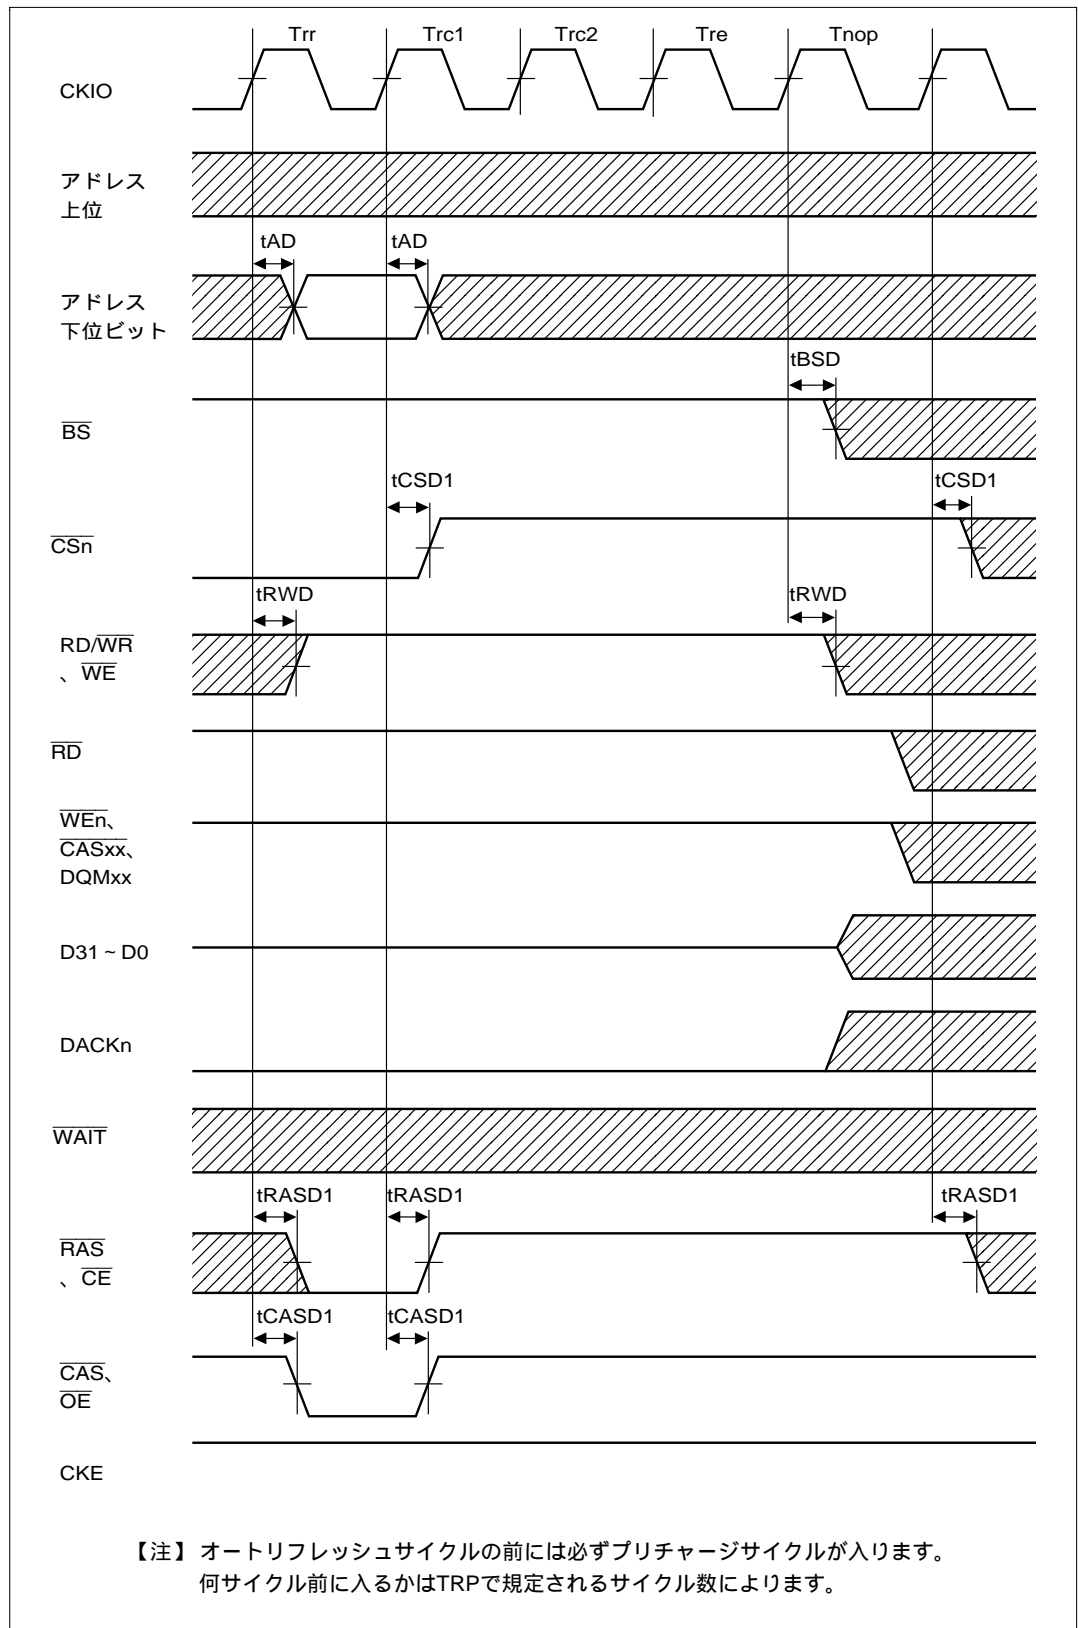 Trr Trc1 Trc2 Tre Tnop
CKIO
アドレス
上位
tAD tAD
アドレス
下位ビット
tBSD
BS
tCSD1 tCSD1
CSn
tRWD tRWD
RD/WR
、WE
RD
WEn、
CASxx、
DQMxx
D31 ~ D0
DACKn
WAIT
tRASD1 tRASD1 tRASD1
RAS
、CE
tCASD1 tCASD1
CAS、
OE
CKE
【注】 オートリフレッシュサイクルの前には必ずプリチャージサイクルが入ります。
何サイクル前に入るかはTRPで規定されるサイクル数によります。